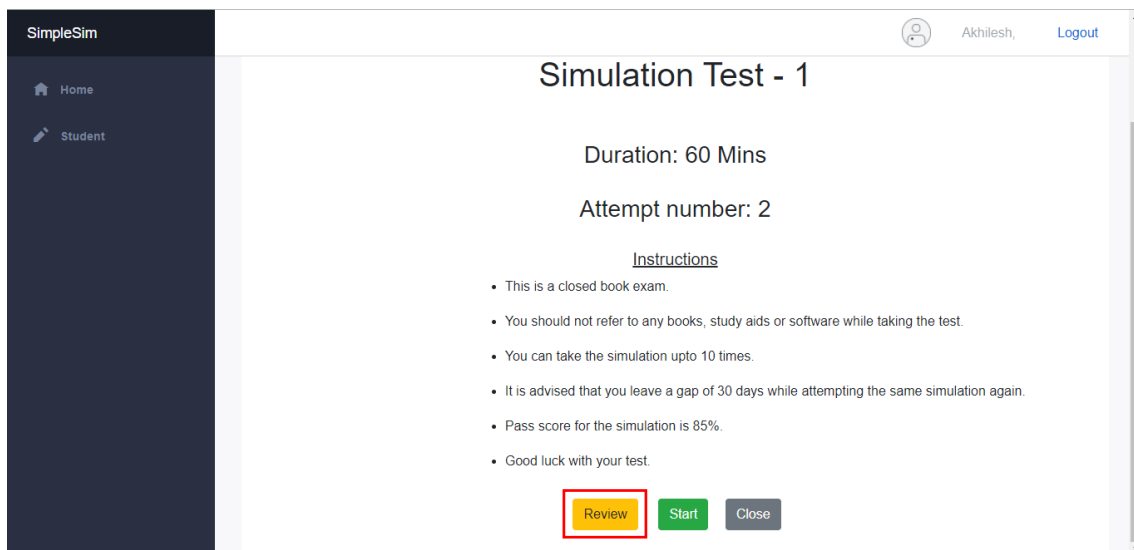 SimpleSim
Akhilesh,
Logout
Home
Student
Simulation Test - 1
Duration: 60 Mins
Attempt number: 2
Instructions
This is a closed book exam.
You should not refer to any books, study aids or software while taking the test.
You can take the simulation upto 10 times.
It is advised that you leave a gap of 30 days while attempting the same simulation again.
Pass score for the simulation is 85%.
Good luck with your test.
Review
Start
Close